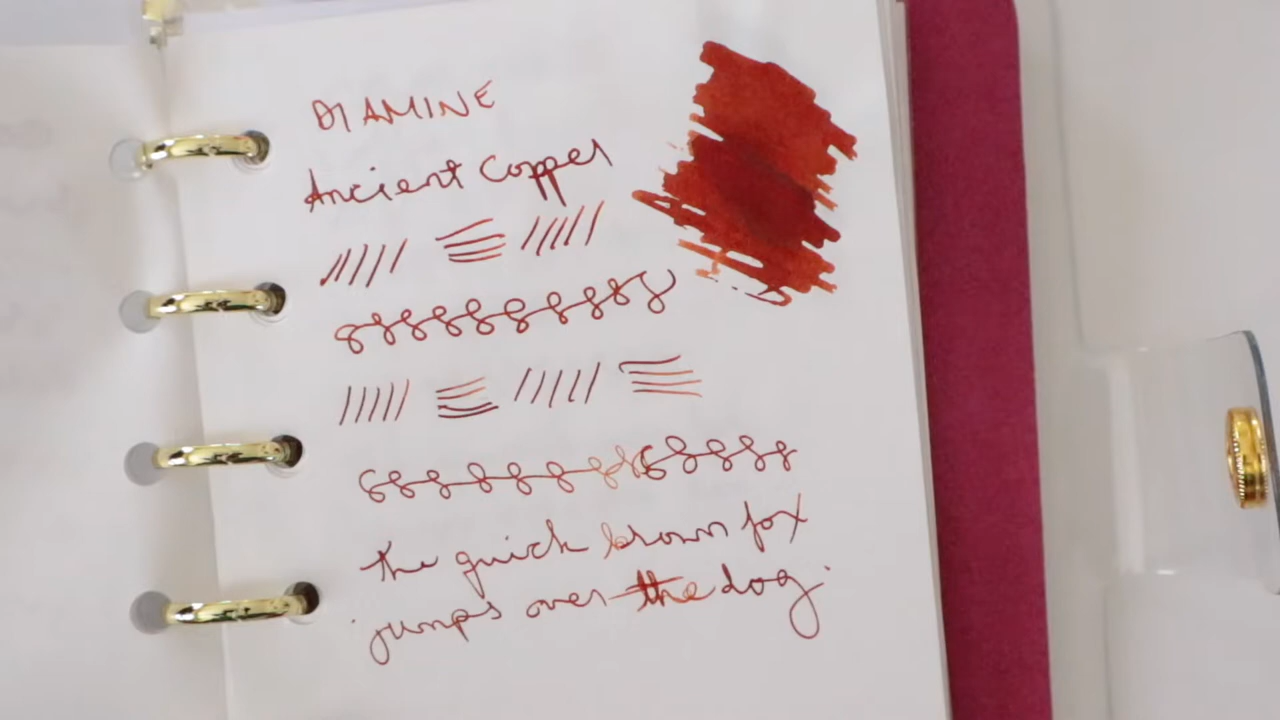 DIAMINE
Ancient Copper
the quick brown fox
jumps over the dog.